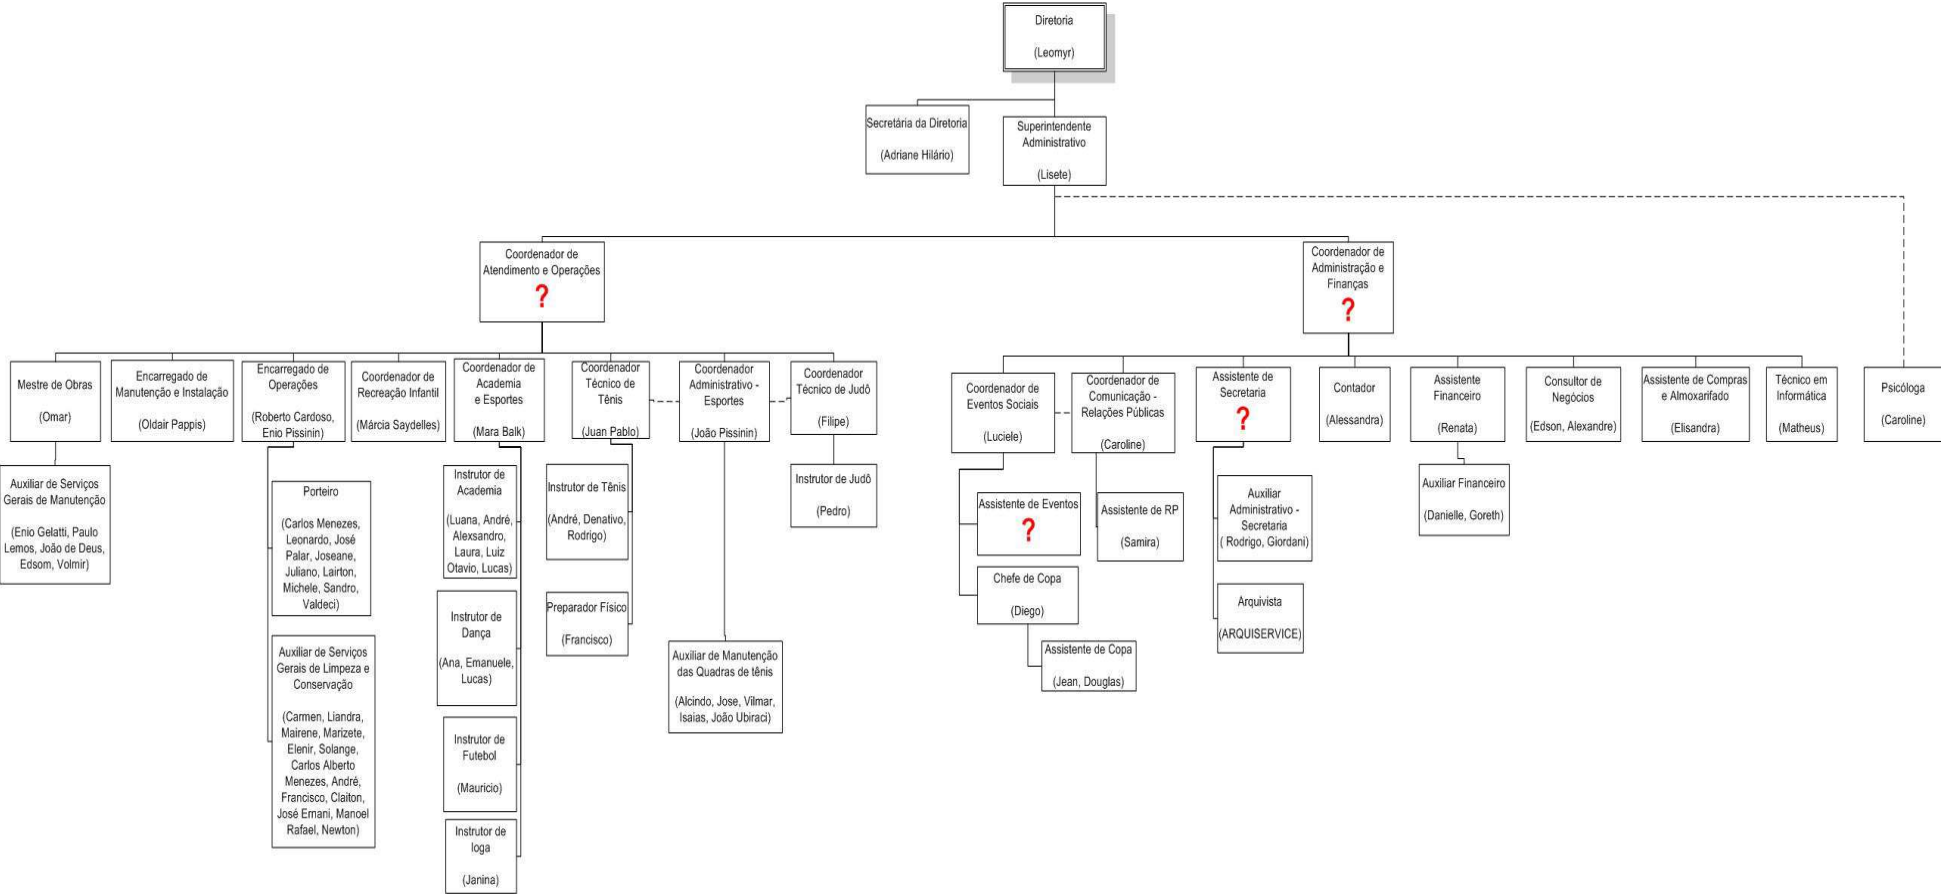 Diretoria
(Leomyr)
Secretária da Diretoria
(Adriane Hilário)
Superintendente
Administrativo
(Lisete)
Coordenador de
Atendimento e Operações
?
Coordenador de
Administração e
Finanças
?
Mestre de Obras
(Omar)
Encarregado de
Manutenção e Instalação
(Oldair Pappis)
Encarregado de
Operações
(Roberto Cardoso,
Enio Pissinin)
Coordenador de
Recreação Infantil
(Márcia Saydelles)
Coordenador de
Academia
e Esportes
(Mara Balk)
Coordenador
Técnico de
Tênis
(Juan Pablo)
Coordenador
Administrativo -
Esportes
(João Pissinin)
Coordenador
Técnico de Judô
(Filipe)
Coordenador de
Eventos Sociais
(Luciele)
Coordenador de
Comunicação -
Relações Públicas
(Caroline)
Assistente de
Secretaria
?
Contador
(Alessandra)
Assistente
Financeiro
(Renata)
Consultor de
Negócios
(Edson, Alexandre)
Assistente de Compras
e Almoxarifado
(Elisandra)
Técnico em
Informática
(Matheus)
Psicóloga
(Caroline)
Auxiliar de Serviços
Gerais de Manutenção
(Enio Gelatti, Paulo
Lemos, João de Deus,
Edsom, Volmir)
Porteiro
(Carlos Menezes,
Leonardo, José
Palar, Joseane,
Juliano, Lairton,
Michele, Sandro,
Valdeci)
Auxiliar de Serviços
Gerais de Limpeza e
Conservação
(Carmen, Liandra,
Mairene, Marizete,
Elenir, Solange,
Carlos Alberto
Menezes, André,
Francisco, Claiton,
José Ernani, Manoel
Rafael, Newton)
Instrutor de
Academia
(Luana, André,
Alexsandro,
Laura, Luiz
Otavio, Lucas)
Instrutor de
Dança
(Ana, Emanuele,
Lucas)
Instrutor de
Futebol
(Mauricio)
Instrutor de
Ioga
(Janina)
Instrutor de Tênis
(André, Denativo,
Rodrigo)
Preparador Físico
(Francisco)
Auxiliar de Manutenção
das Quadras de tênis
(Alcindo, Jose, Vilmar,
Isaias, João Ubiraci)
Instrutor de Judô
(Pedro)
Assistente de Eventos
?
Chefe de Copa
(Diego)
Assistente de Copa
(Jean, Douglas)
Assistente de RP
(Samira)
Auxiliar
Administrativo -
Secretaria
( Rodrigo, Giordani)
Arquivista
(ARQUISERVICE)
Auxiliar Financeiro
(Danielle, Goreth)